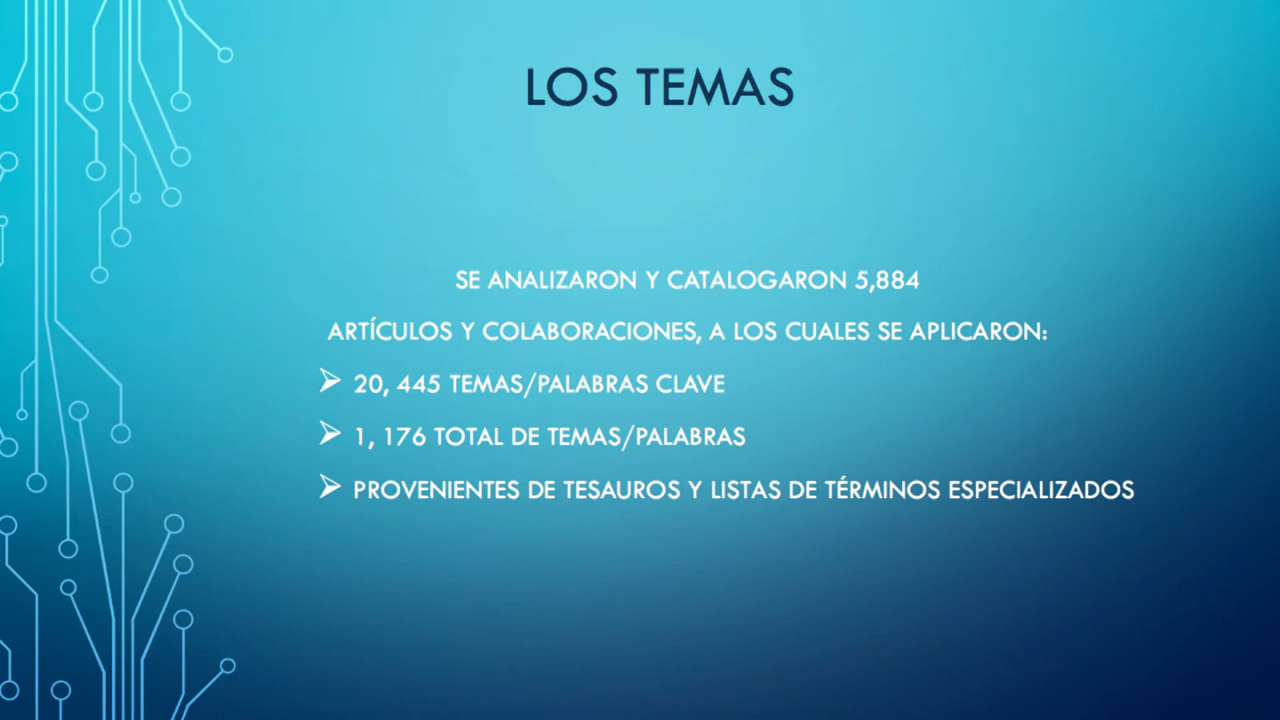 LOS TEMAS
SE ANALIZARON Y CATALOGARON 5,884
ARTÍCULOS Y COLABORACIONES, A LOS CUALES SE APLICARON:
20, 445 TEMAS/PALABRAS CLAVE
1, 176 TOTAL DE TEMAS/PALABRAS
PROVENIENTES DE TESAUROS Y LISTAS DE TÉRMINOS ESPECIALIZADOS